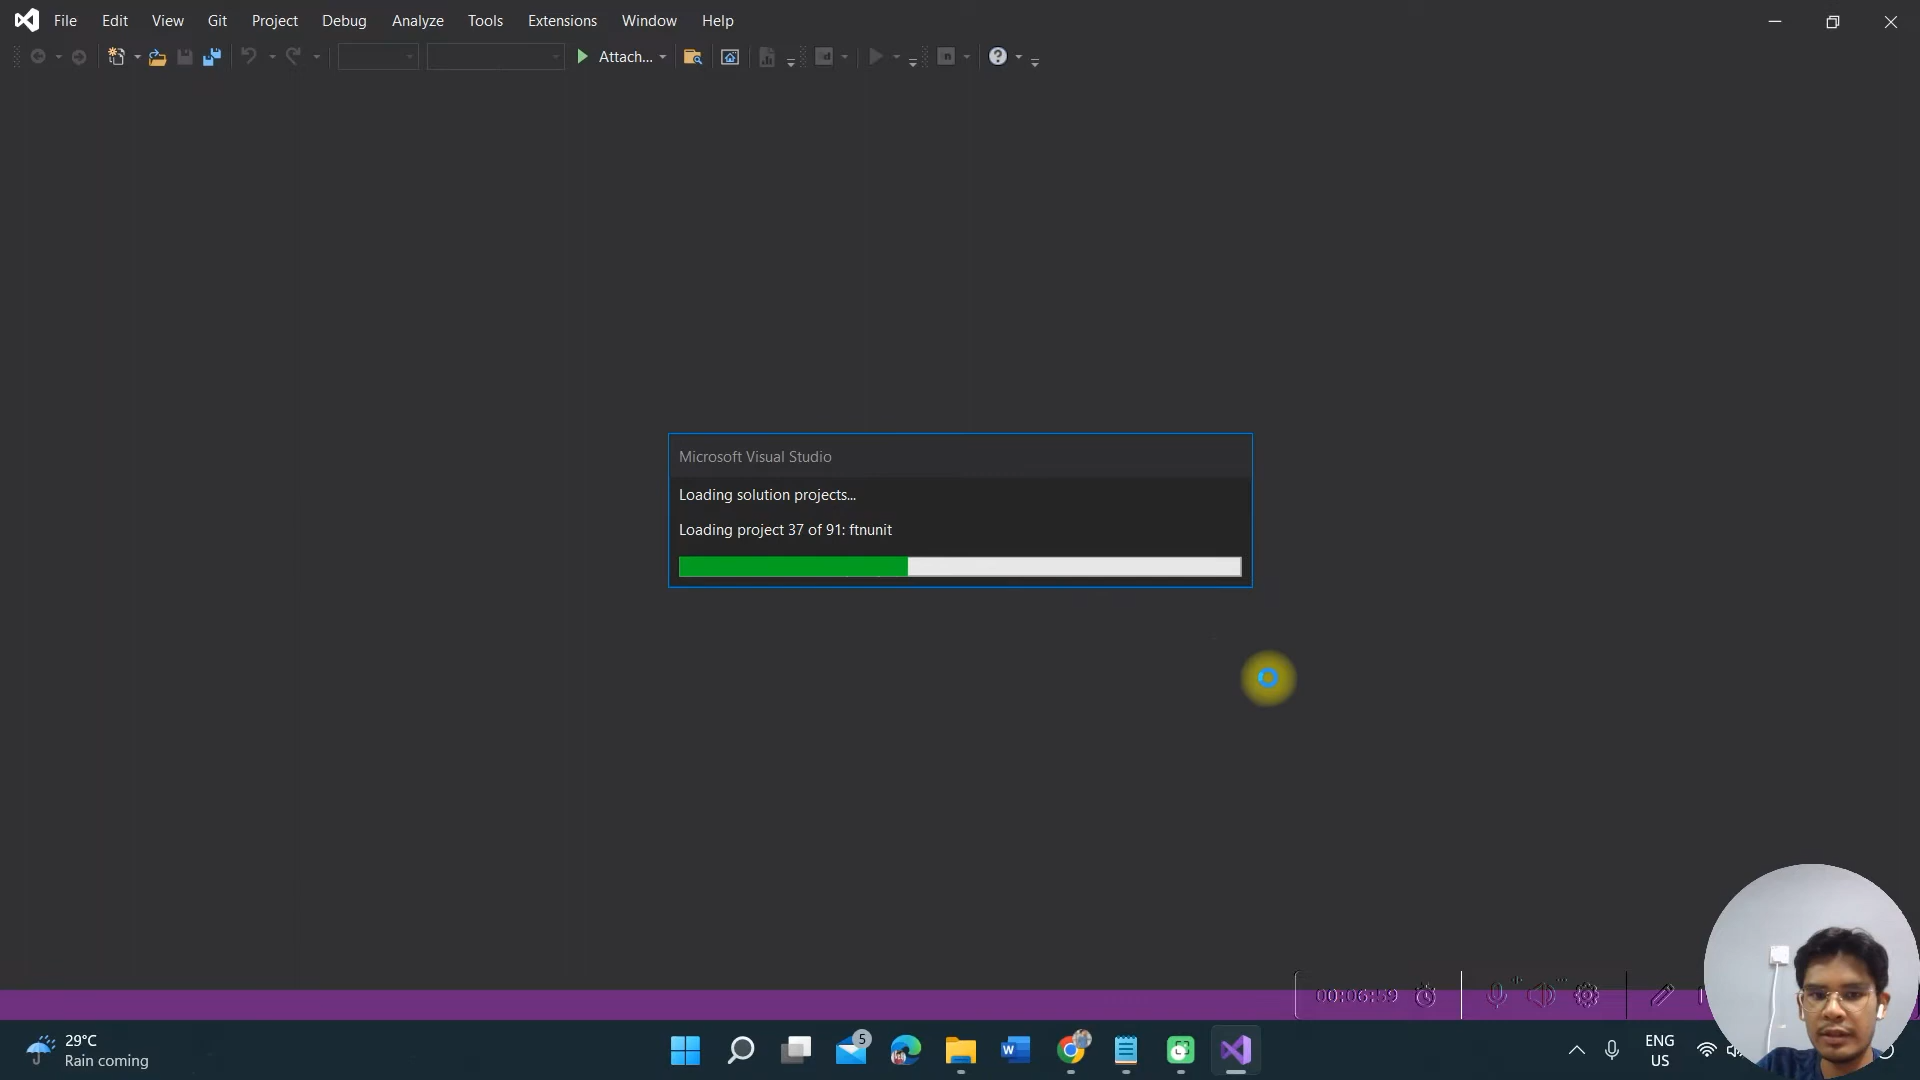 File Edit View Git Project Debug Analyze Tools Extensions Window Help
Attach...
Microsoft Visual Studio
Loading solution projects...
Loading project 37 of 91: ftnunit
00:06:59
29°C
Rain coming
5
ENG
US